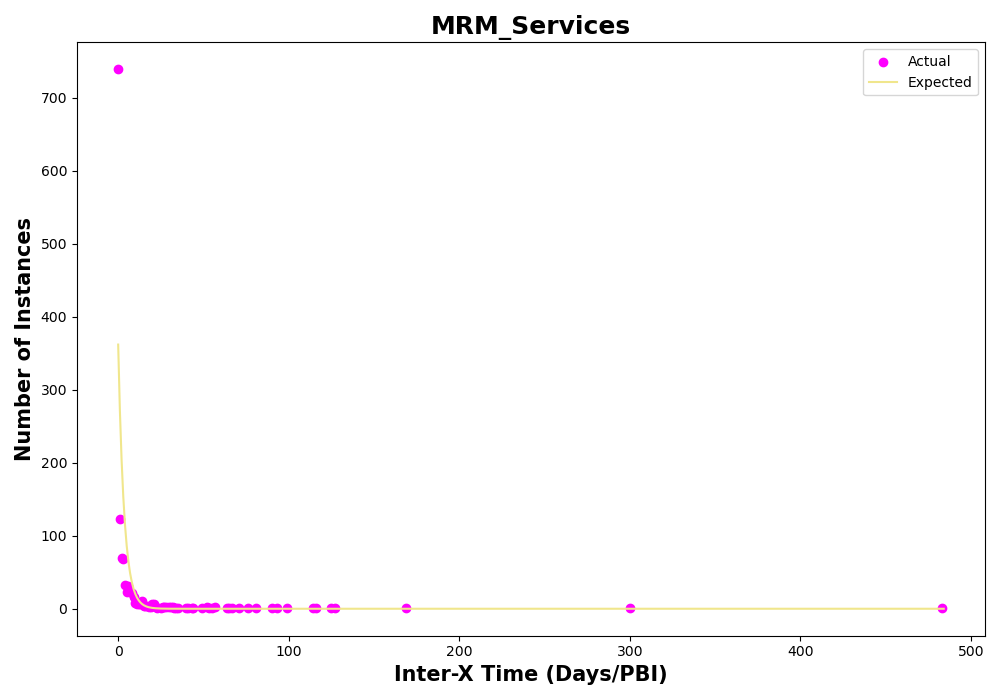 MRM_Services
Actual
Expected
Number of Instances
700
600
500
400
300
200
100
0
0 100 200 300 400 500
Inter-X Time (Days/PBI)